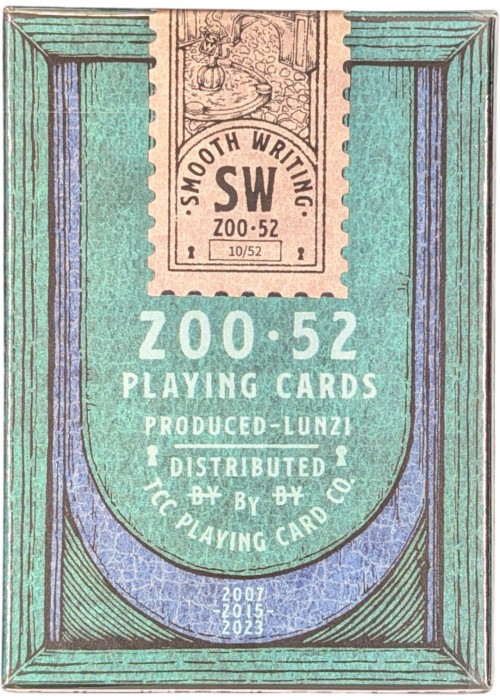 ·SMOOTH WRITING·
SW
ZOO·52
10/52
ZOO·52
PLAYING CARDS
PRODUCED-LUNZI
DISTRIBUTED
BY By BY
TCC PLAYING CARD CO.
2007
-2015-
2023